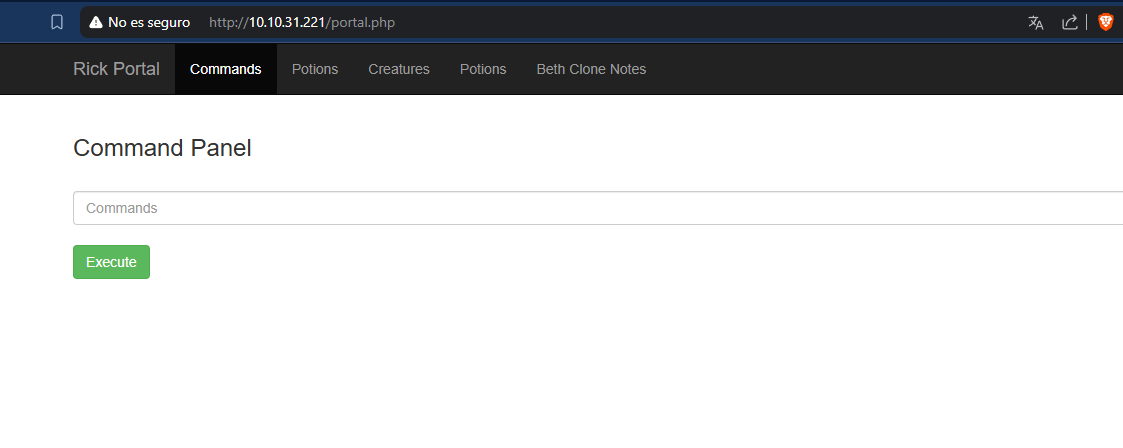 No es seguro http://10.10.31.221/portal.php
Rick Portal Commands Potions Creatures Potions Beth Clone Notes
Command Panel
Commands
Execute